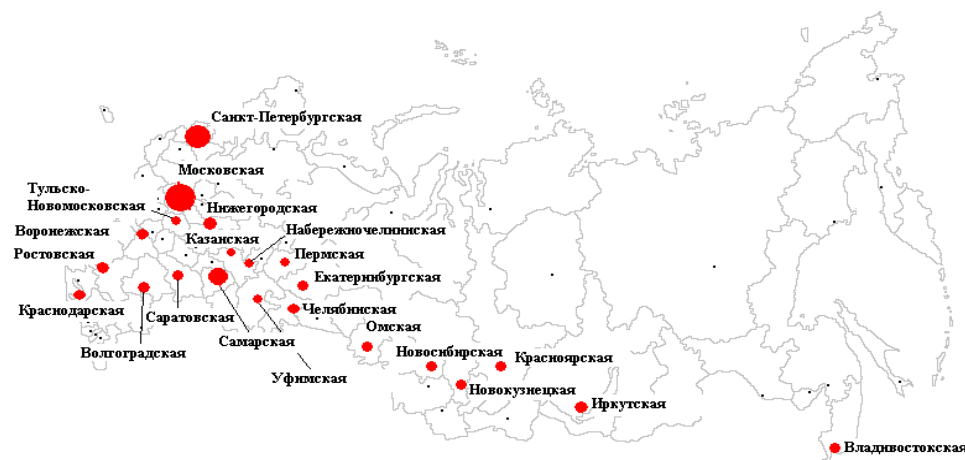 Санкт-Петербургская
Московская
Тульско-
Новомосковская
Нижегородская
Воронежская
Казанская
Набережночелнинская
Ростовская
Пермская
Екатеринбургская
Краснодарская
Саратовская
Челябинская
Волгоградская
Самарская
Омская
Уфимская
Новосибирская
Красноярская
Новокузнецкая
Иркутская
Владивостокская